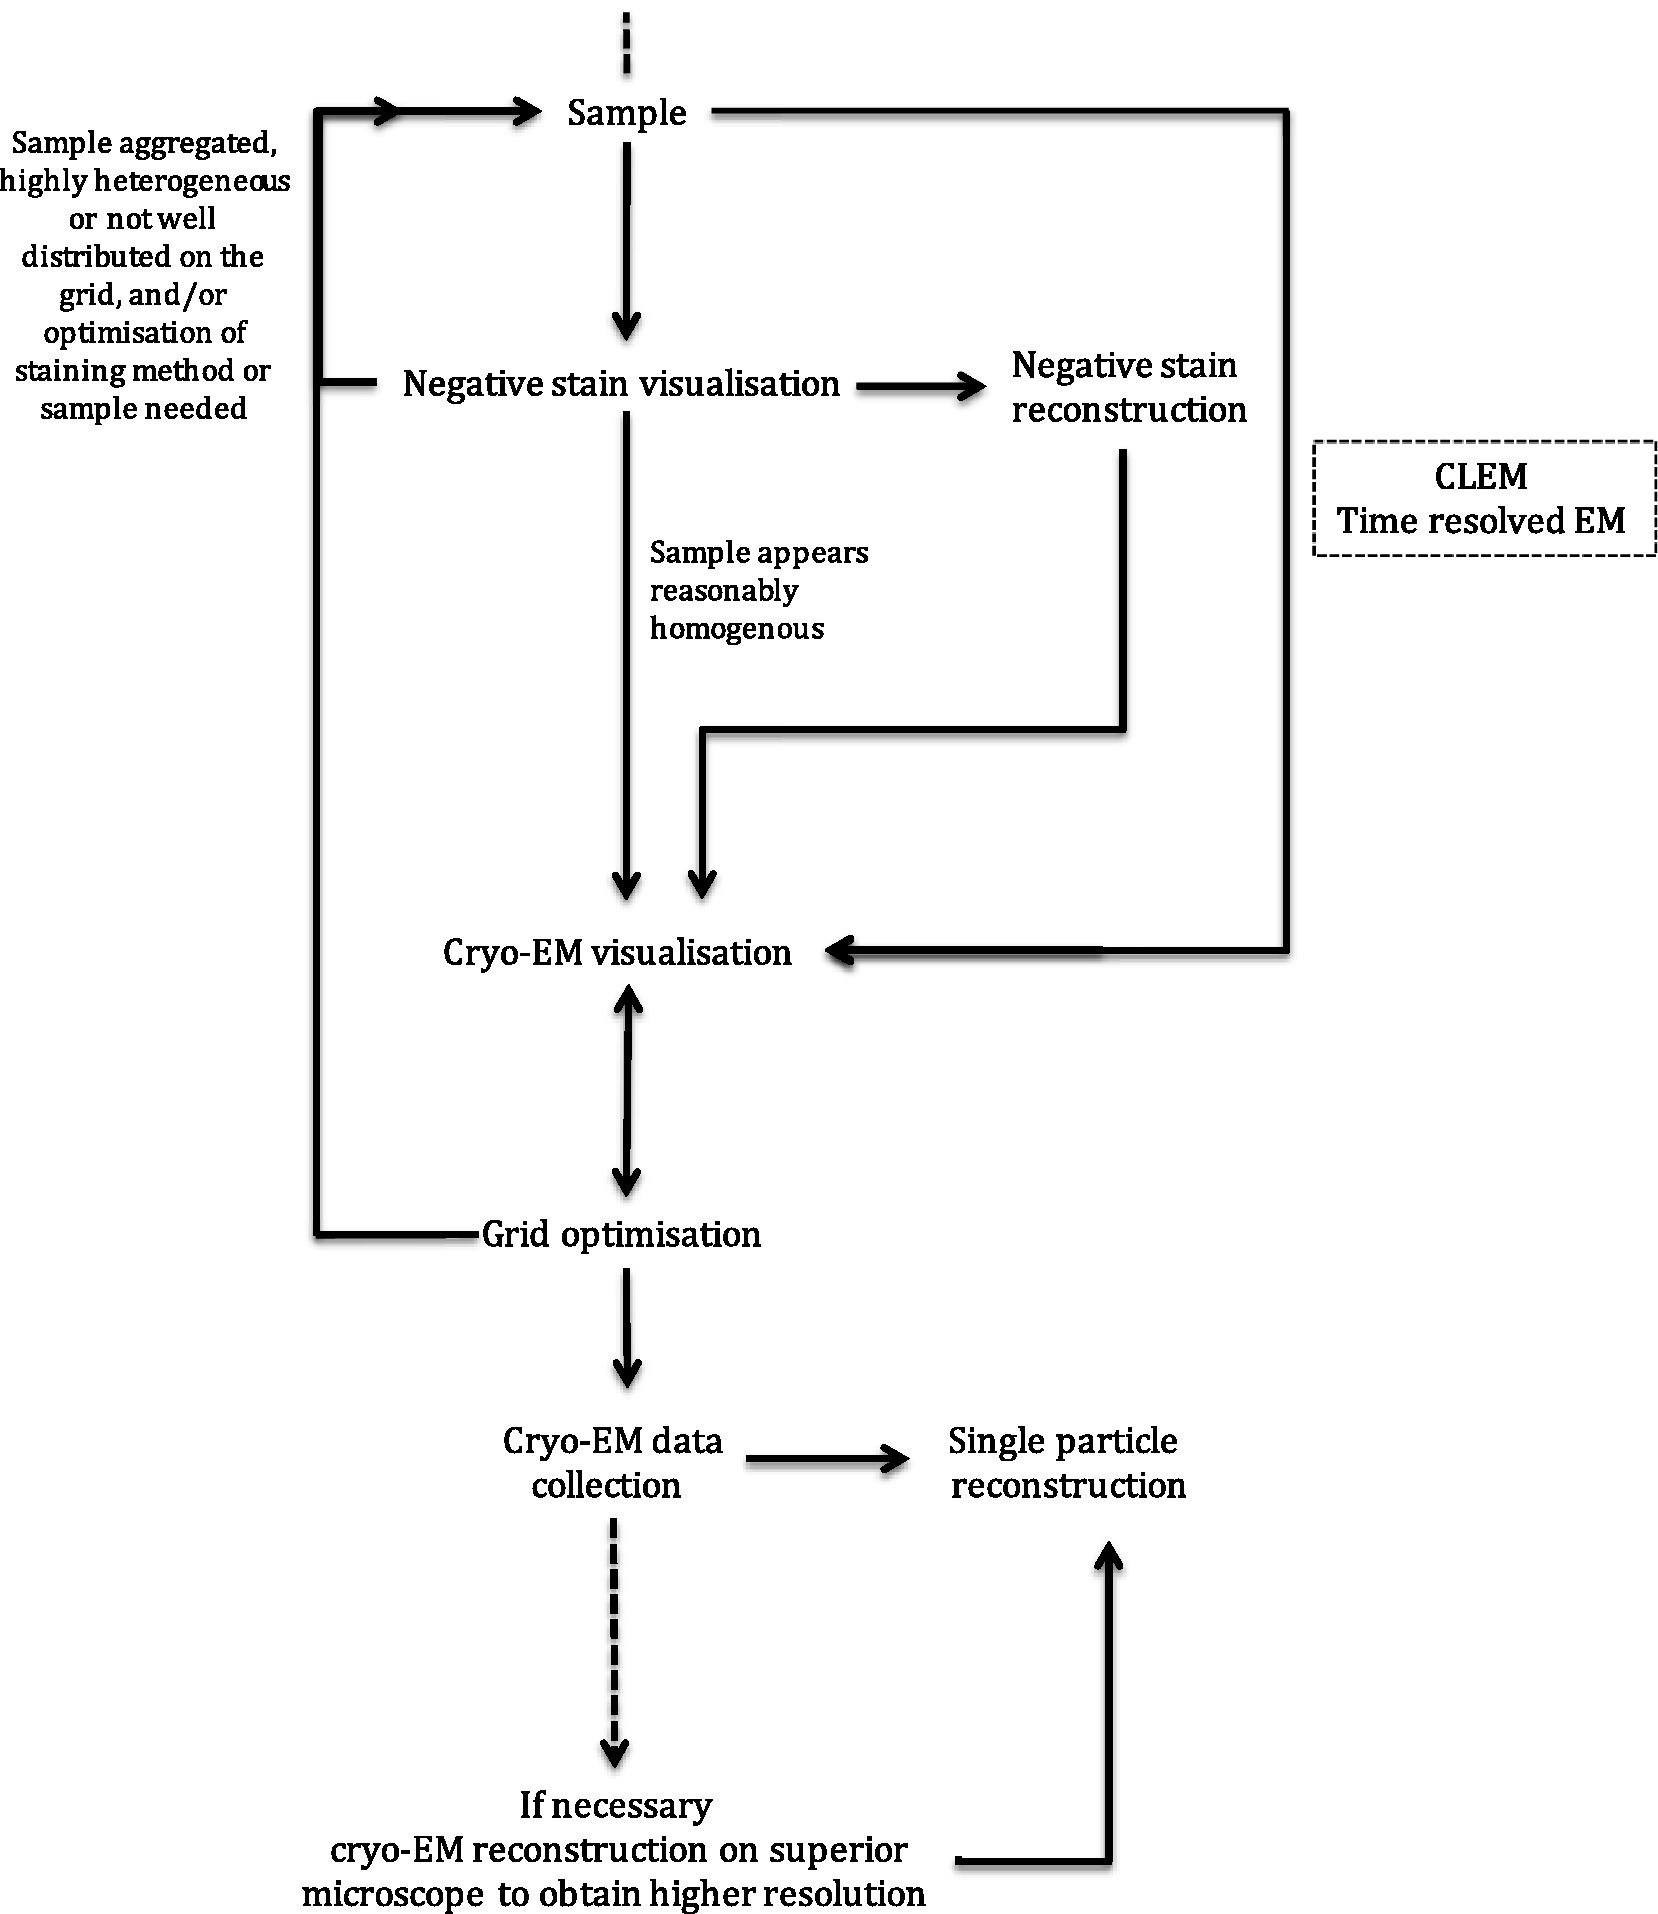 Sample
Sample aggregated,
highly heterogeneous
or not well
distributed on the
grid, and/or
optimisation of
staining method or
sample needed
Negative stain visualisation
Negative stain
reconstruction
CLEM
Time resolved EM
Sample appears
reasonably
homogenous
Cryo-EM visualisation
Grid optimisation
Cryo-EM data
collection
Single particle
reconstruction
If necessary
cryo-EM reconstruction on superior
microscope to obtain higher resolution